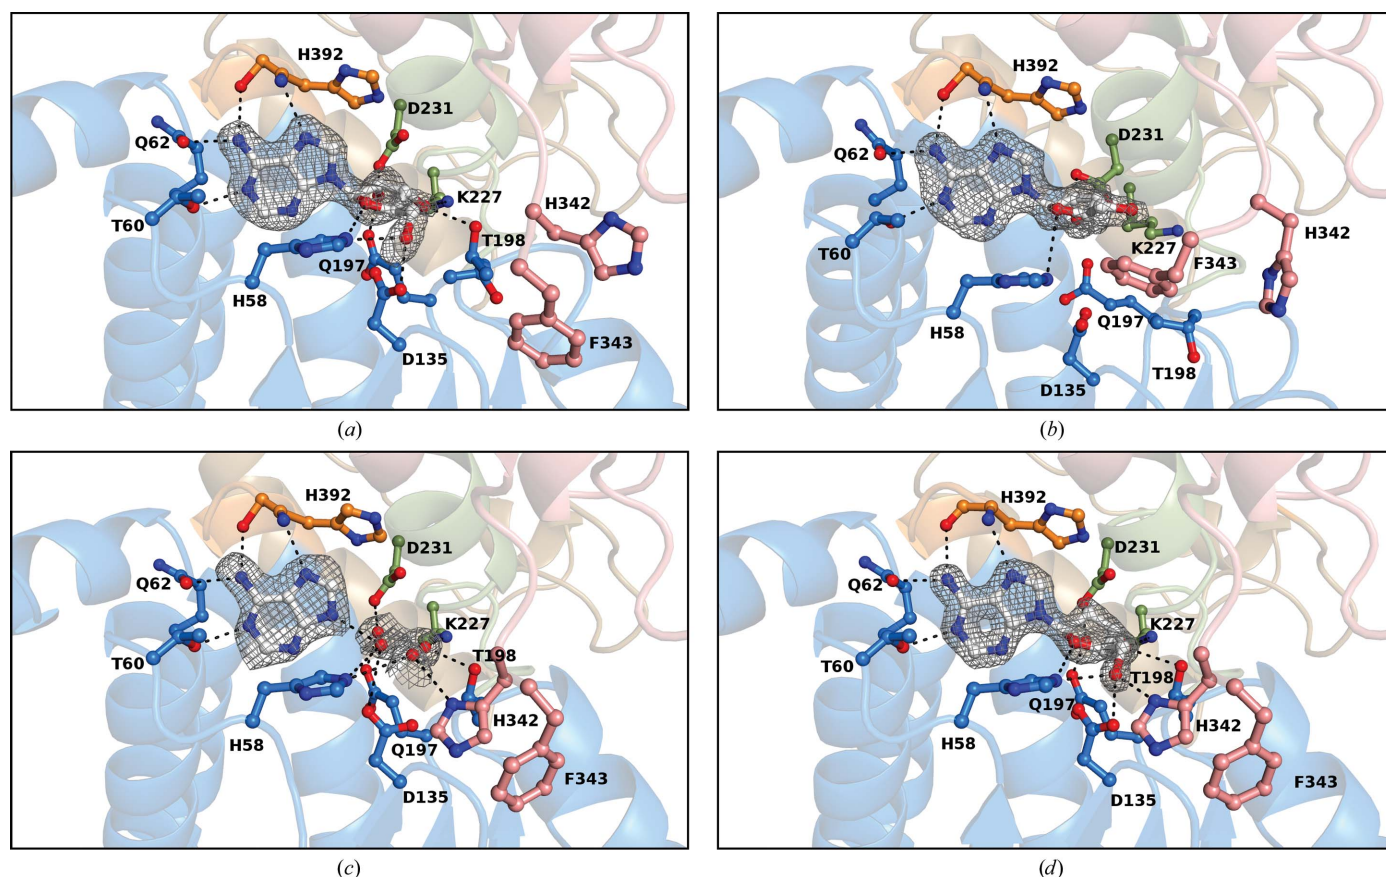 H392
D231
Q62
K227
H342
T60
T198
Q197
H58
F343
D135
(a)
H392
D231
Q62
H342
K227
T60
F343
Q197
H58
T198
D135
(b)
H392
D231
Q62
K227
T198
T60
H342
H58
Q197
F343
D135
(c)
H392
D231
Q62
K227
T60
T198
Q197
H342
H58
F343
D135
(d)